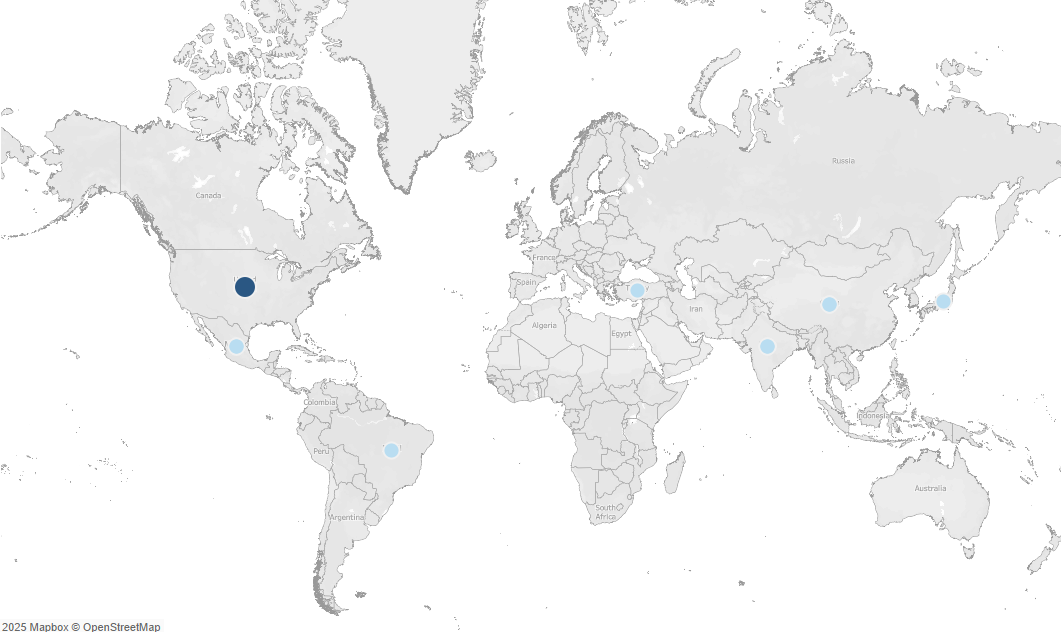 Russia
Canada
France
Spain
Iran
Algeria
Egypt
Colombia
Indonesia
Peru
Australia
South
Africa
Argentina
2025 Mapbox © OpenStreetMap